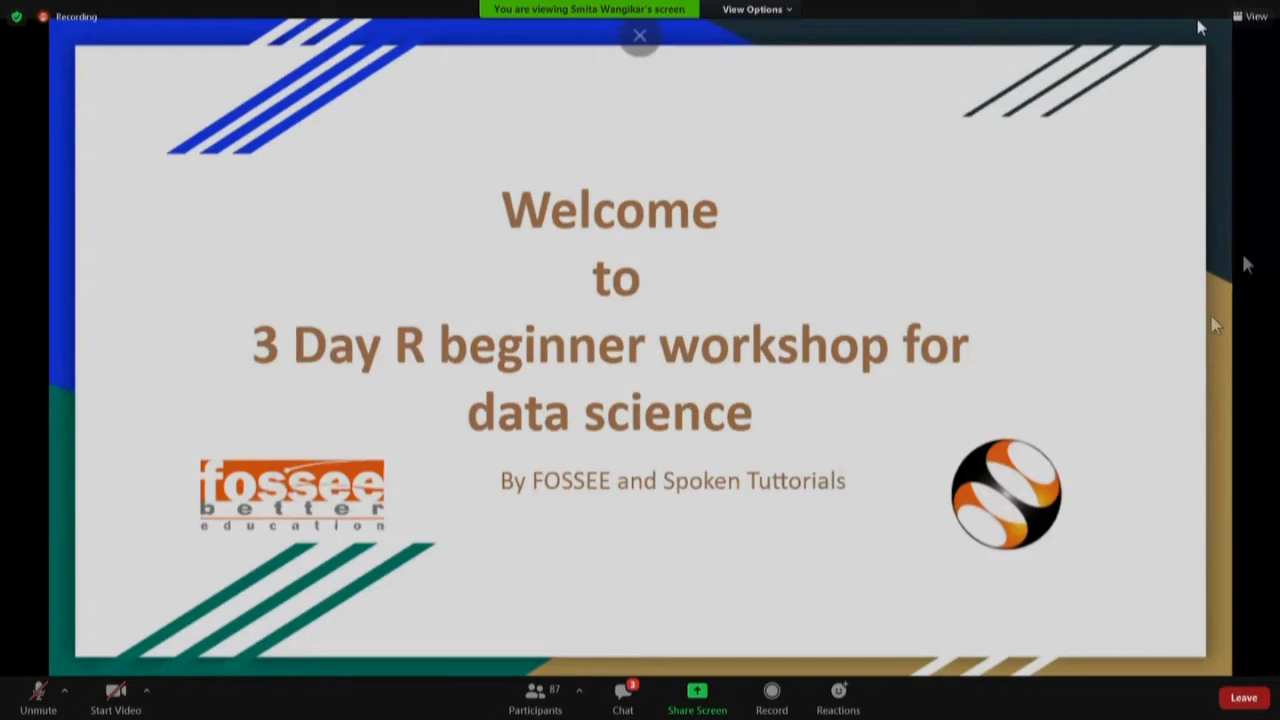 Recording
You are viewing Smita Wangikar's screen
View Options
View
Welcome
to
3 Day R beginner workshop for
data science
By FOSSEE and Spoken Tuttorials
fossee
better
education
Unmute
Start Video
87
Participants
3
Chat
Share Screen
Record
Reactions
Leave